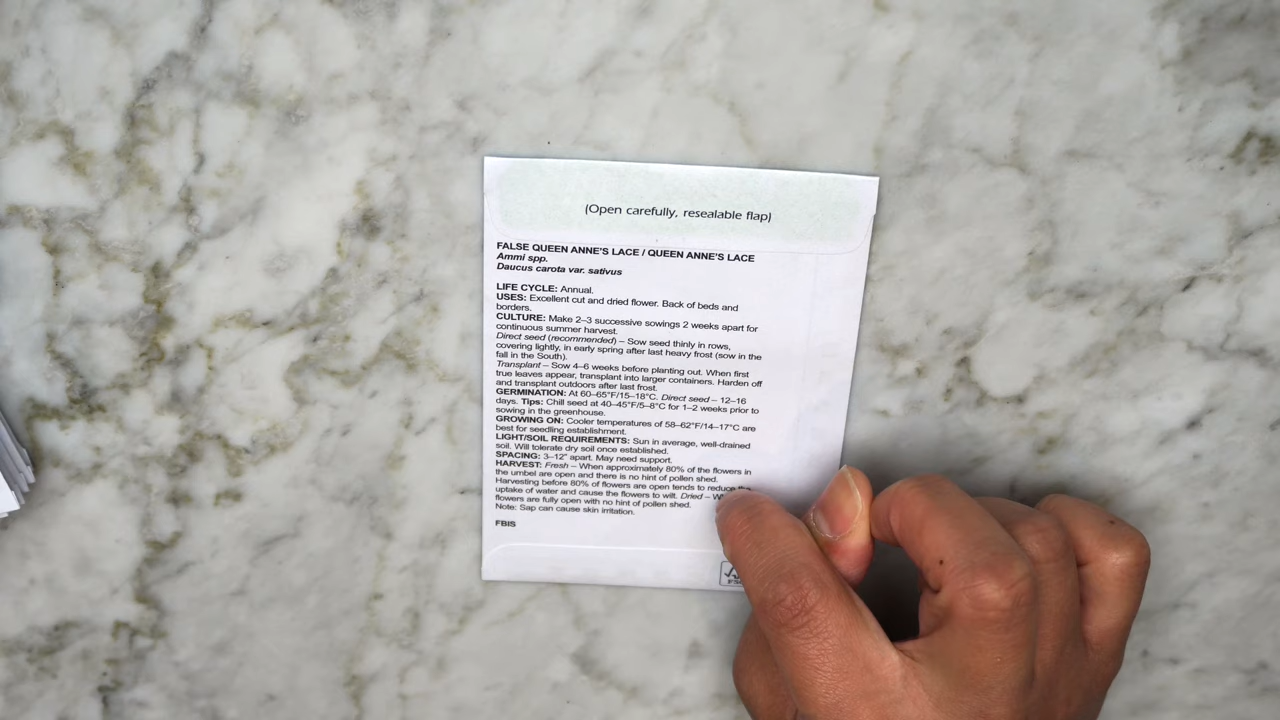 (Open carefully, resealable flap)
FALSE QUEEN ANNE'S LACE / QUEEN ANNE'S LACE
Ammi spp.
Daucus carota var. sativus
LIFE CYCLE: Annual.
USES: Excellent cut and dried flower. Back of beds and
borders.
CULTURE: Make 2–3 successive sowings 2 weeks apart for
continuous summer harvest.
Direct seed (recommended) – Sow seed thinly in rows,
covering lightly, in early spring after last heavy frost (sow in the
fall in the South).
Transplant – Sow 4–6 weeks before planting out. When first
true leaves appear, transplant into larger containers. Harden off
and transplant outdoors after last frost.
GERMINATION: At 60–65°F/15–18°C. Direct seed – 12–16
days. Tips: Chill seed at 40–45°F/5–8°C for 1–2 weeks prior to
sowing in the greenhouse.
GROWING ON: Cooler temperatures of 58–62°F/14–17°C are
best for seedling establishment.
LIGHT/SOIL REQUIREMENTS: Sun in average, well-drained
soil. Will tolerate dry soil once established.
SPACING: 3–12" apart. May need support.
HARVEST: Fresh – When approximately 80% of the flowers in
the umbel are open and there is no hint of pollen shed.
Harvesting before 80% of flowers are open tends to reduce the
uptake of water and cause the flowers to wilt. Dried –
flowers are fully open with no hint of pollen shed.
Note: Sap can cause skin irritation.
FBIS